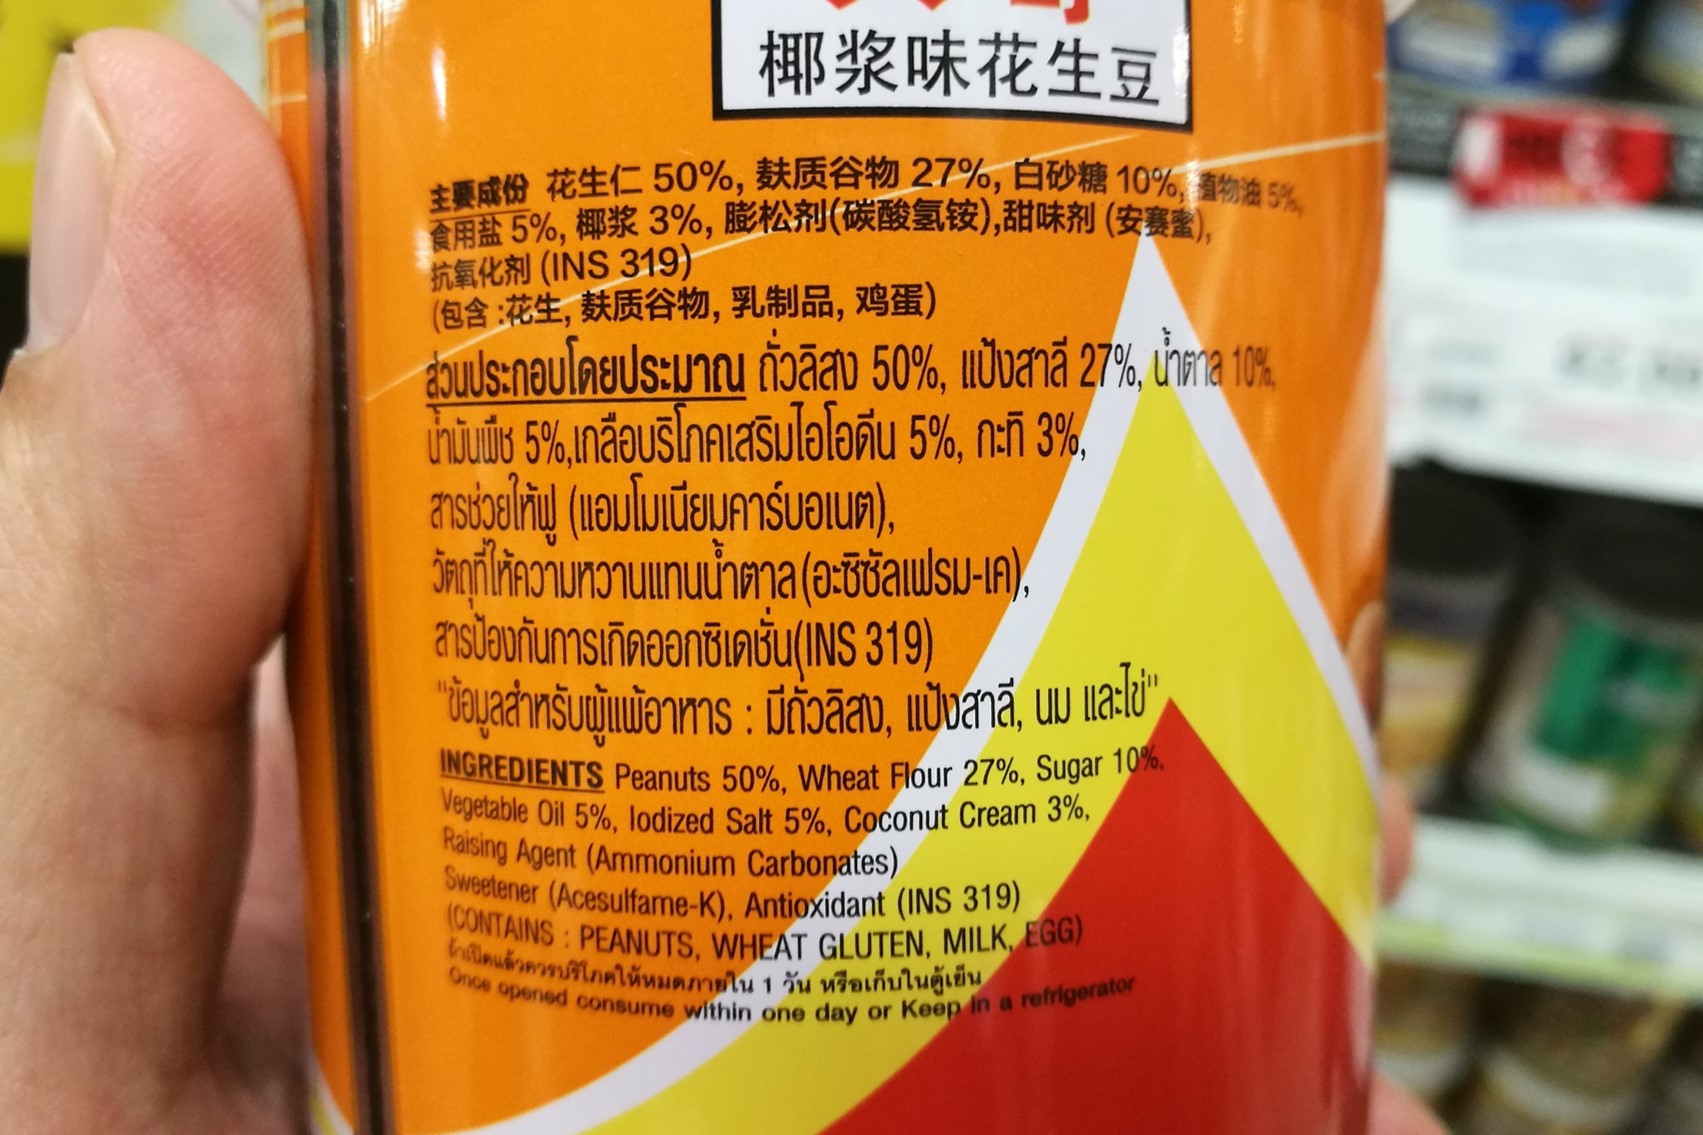 椰浆味花生豆
主要成份 花生仁 50%, 麸质谷物 27%, 白砂糖 10%, 植物油 5%,
食用盐 5%, 椰浆 3%, 膨松剂(碳酸氢铵),甜味剂 (安赛蜜),
抗氧化剂 (INS 319)
(包含 :花生, 麸质谷物, 乳制品, 鸡蛋)
ส่วนประกอบโดยประมาณ ถั่วลิสง 50%, แป้งสาลี 27%, น้ำตาล 10%,
น้ำมันพืช 5%,เกลือบริโภคเสริมไอโอดีน 5%, กะทิ 3%,
สารช่วยให้ฟู (แอมโมเนียมคาร์บอเนต),
วัตถุที่ให้ความหวานแทนน้ำตาล(อะซิซัลเฟรม-เค),
สารป้องกันการเกิดออกซิเดชั่น(INS 319)
"ข้อมูลสำหรับผู้แพ้อาหาร : มีถั่วลิสง, แป้งสาลี, นม และไข่"
INGREDIENTS Peanuts 50%, Wheat Flour 27%, Sugar 10%,
Vegetable Oil 5%, Iodized Salt 5%, Coconut Cream 3%,
Raising Agent (Ammonium Carbonates)
Sweetener (Acesulfame-K), Antioxidant (INS 319)
(CONTAINS : PEANUTS, WHEAT GLUTEN, MILK, EGG)
ถ้าเปิดแล้วควรบริโภคให้หมดภายใน 1 วัน หรือเก็บในตู้เย็น
Once opened consume within one day or Keep in a refrigerator